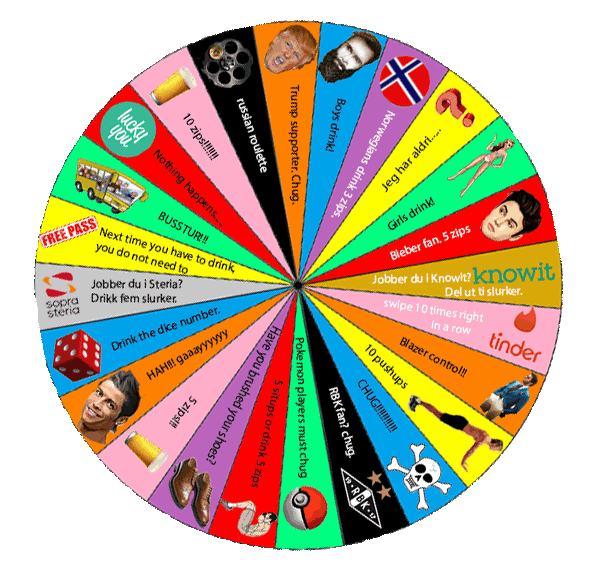 Trump supporter. Chug.
Boys drink!
Norwegians drink 3 zips.
Jeg har aldri....
Girls drink!
Bieber fan. 5 zips
Jobber du i KnowIt?
Del ut ti slurker.
knowit
swipe 10 times right
in a row
tinder
Blazer control!!!
10 pushups
CHUG!!!!!!!!!!!
RBK fan? chug.
RBK
Pokemon players must chug
5 situps or drink 5 zips
Have you brushed your shoes?
5 zips!!!
HAH!!! gaaayyyyyy
Drink the dice number.
Jobber du i Steria?
Drikk fem slurker.
sopra
steria
Next time you have to drink,
you do not need to
FREE PASS
BUSSTUR!!!
Nothing happens....
lucky
you!
10 zips!!!!!!!
russian roulette